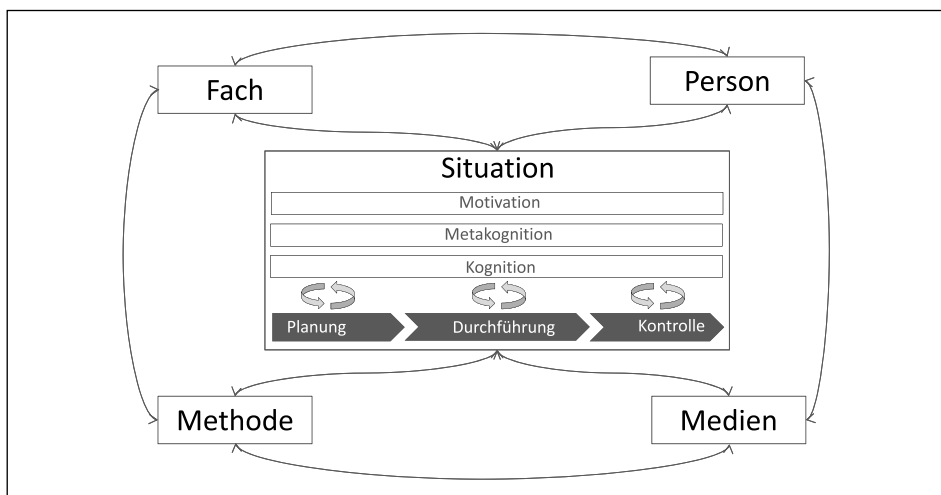 Fach
Person
Situation
Motivation
Metakognition
Kognition
Planung
Durchführung
Kontrolle
Methode
Medien